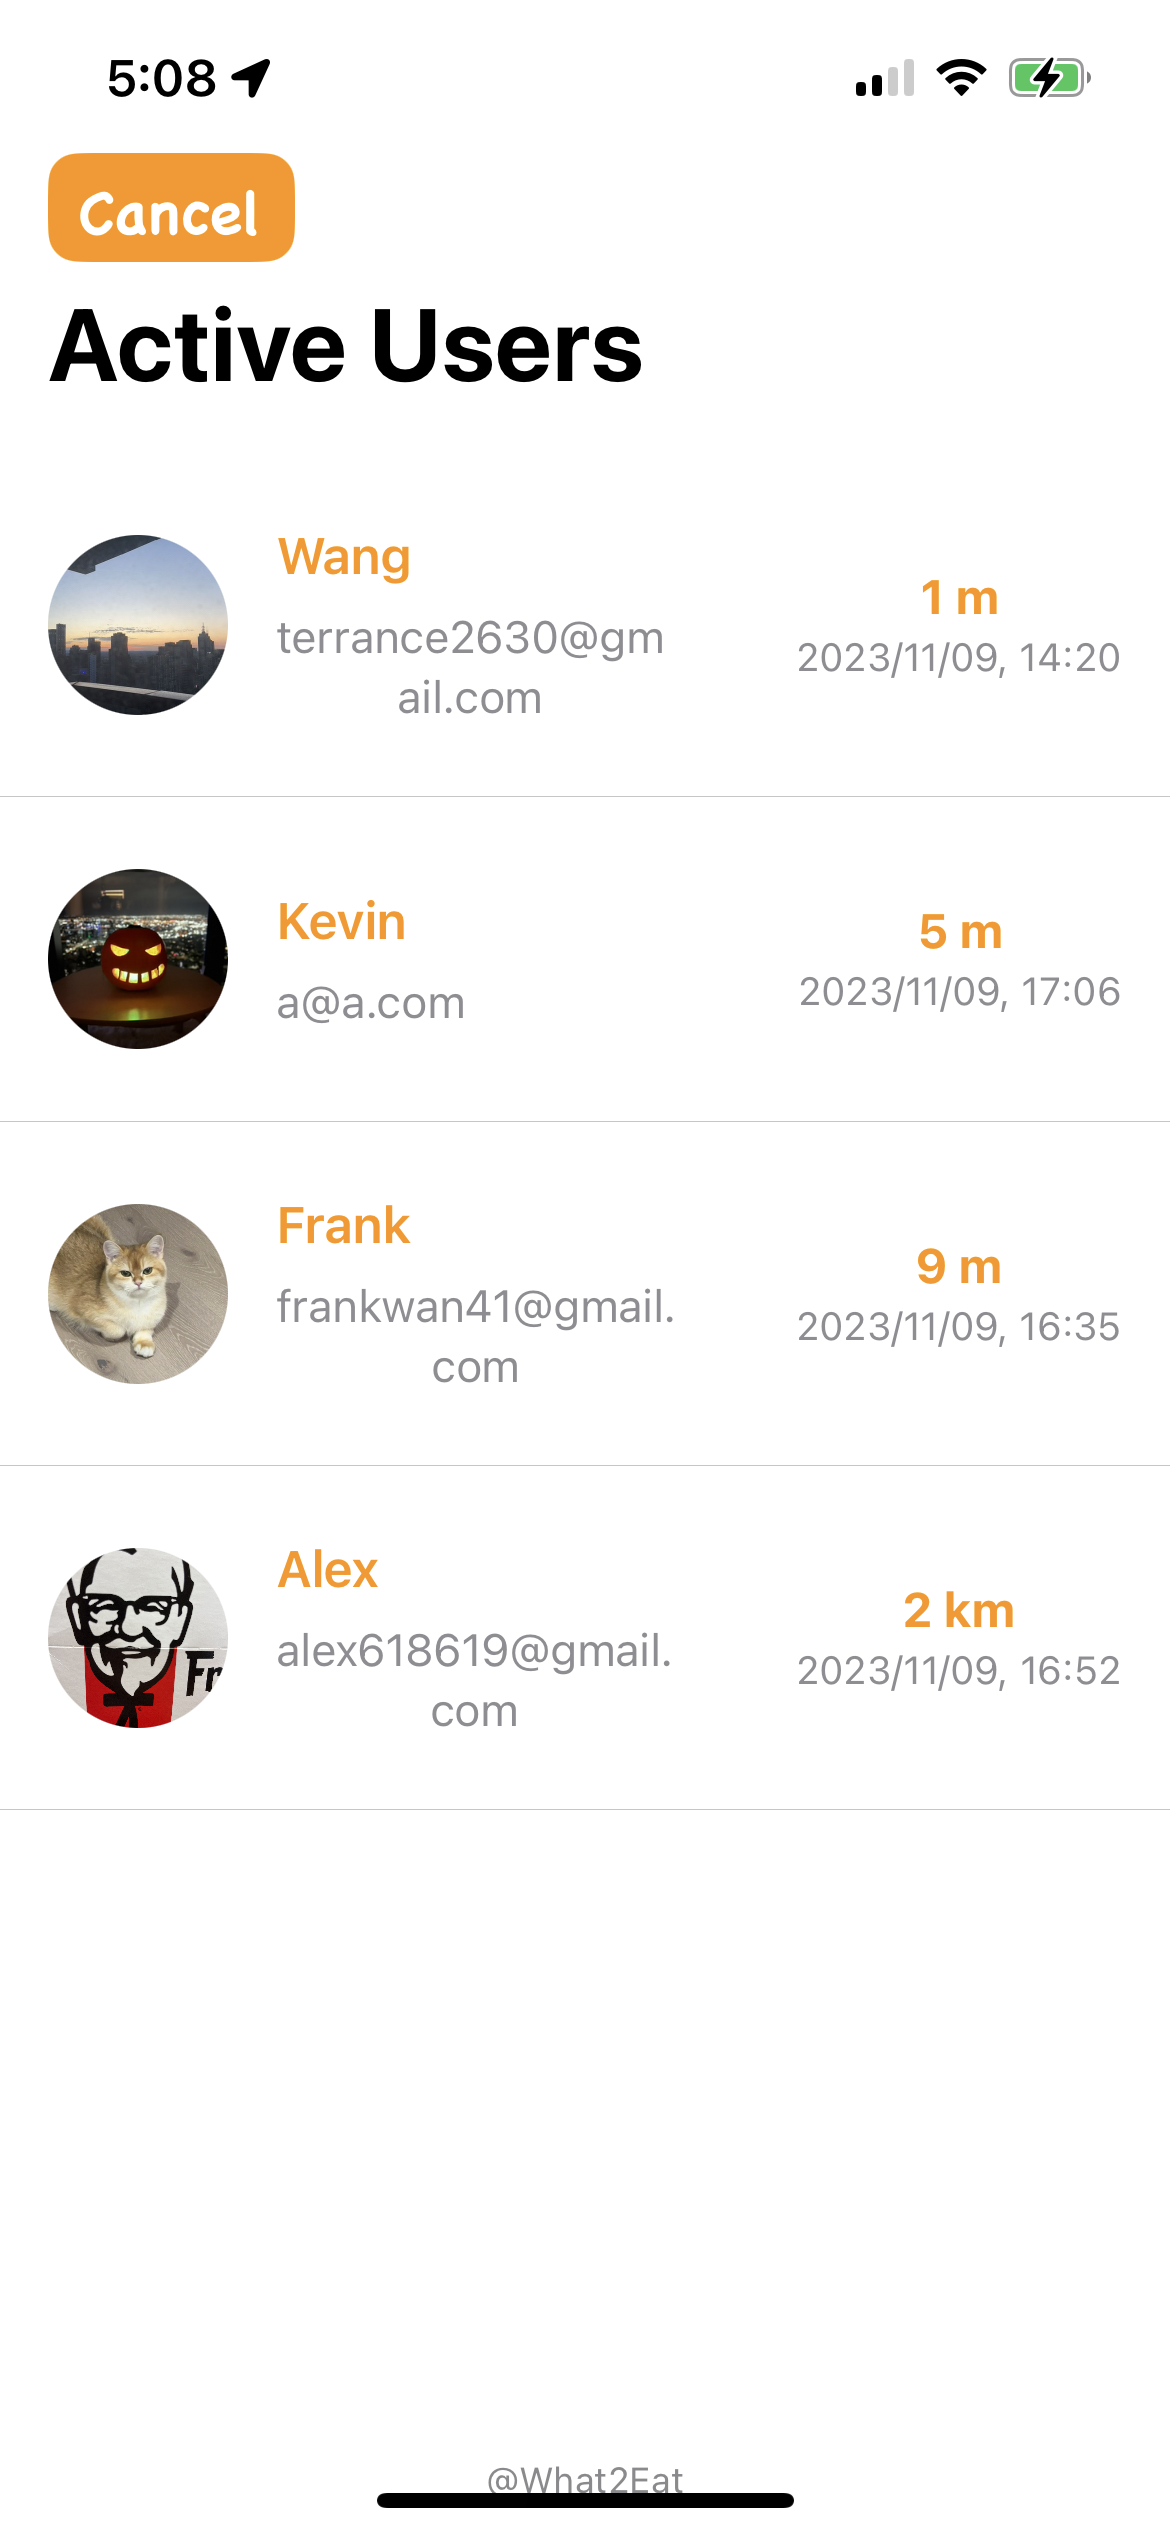 5:08
Cancel
Active Users
Wang
terrance2630@gm
ail.com
1 m
2023/11/09, 14:20
Kevin
a@a.com
5 m
2023/11/09, 17:06
Frank
frankwan41@gmail.
com
9 m
2023/11/09, 16:35
Alex
alex618619@gmail.
com
2 km
2023/11/09, 16:52
Fr
@What2Eat